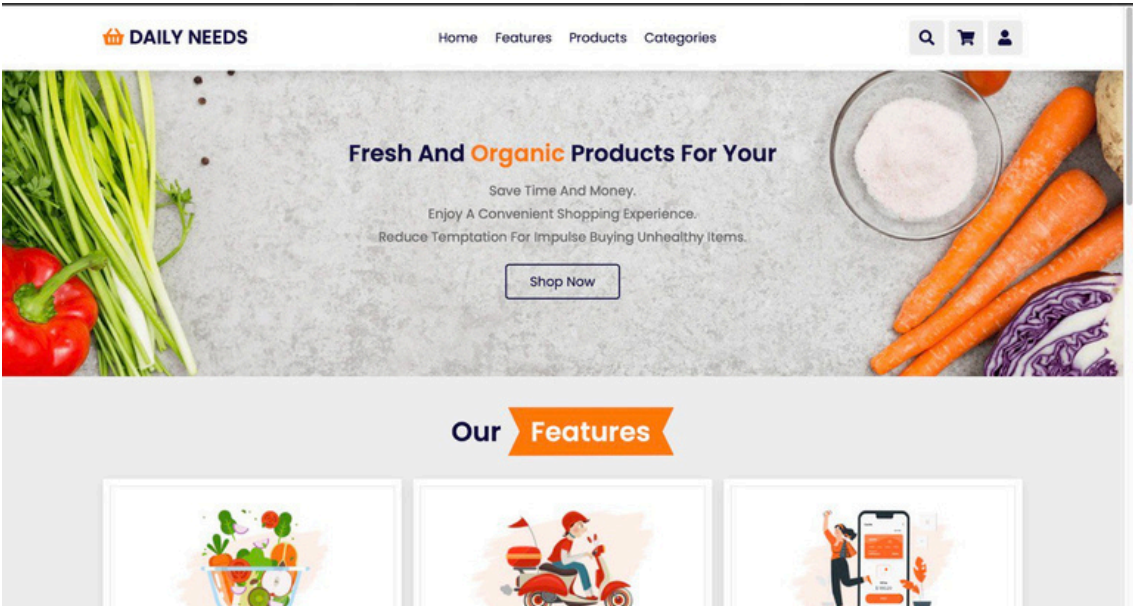 DAILY NEEDS
Home Features Products Categories
Fresh And Organic Products For Your
Save Time And Money.
Enjoy A Convenient Shopping Experience.
Reduce Temptation For Impulse Buying Unhealthy Items.
Shop Now
Our Features